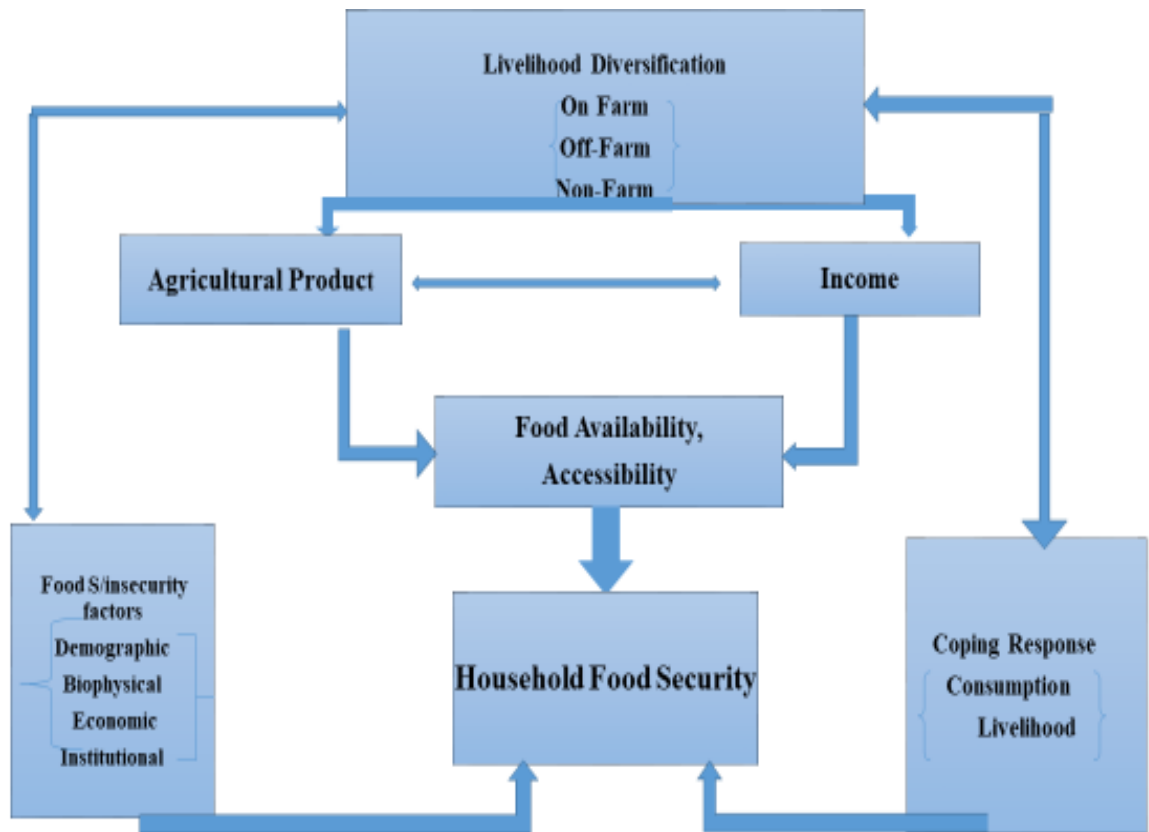 Livelihood Diversification
On Farm
Off-Farm
Non-Farm
Agricultural Product
Income
Food Availability,
Accessibility
Food S/insecurity
factors
Demographic
Biophysical
Economic
Institutional
Household Food Security
Coping Response
Consumption
Livelihood